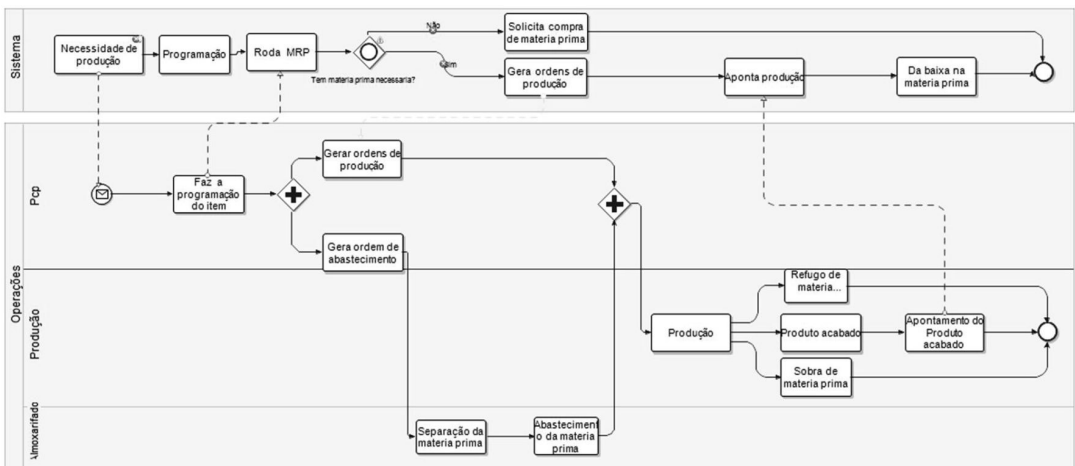 Sistema
Necessidade de
produção
Programação
Roda MRP
Tem materia prima necessaria?
Não
Sim
Solicita compra
de materia prima
Gera ordens de
produção
Aponta produção
Da baixa na
materia prima
Operações
Pcp
Faz a
programação
do item
Gerar ordens de
produção
Gera ordem de
abastecimento
Produção
Produção
Refugo de
materia...
Produto acabado
Apontamento do
Produto
acabado
Sobra de
materia prima
Almoxarifado
Separação da
materia prima
Abasteciment
o da materia
prima